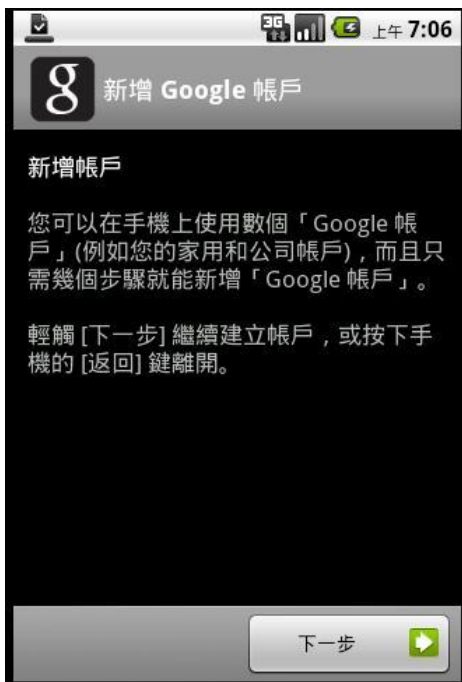 3G 上午 7:06
g 新增 Google 帳戶
新增帳戶
您可以在手機上使用數個「Google 帳
戶」(例如您的家用和公司帳戶)，而且只
需幾個步驟就能新增「Google 帳戶」。
輕觸 [下一步] 繼續建立帳戶，或按下手
機的 [返回] 鍵離開。
下一步